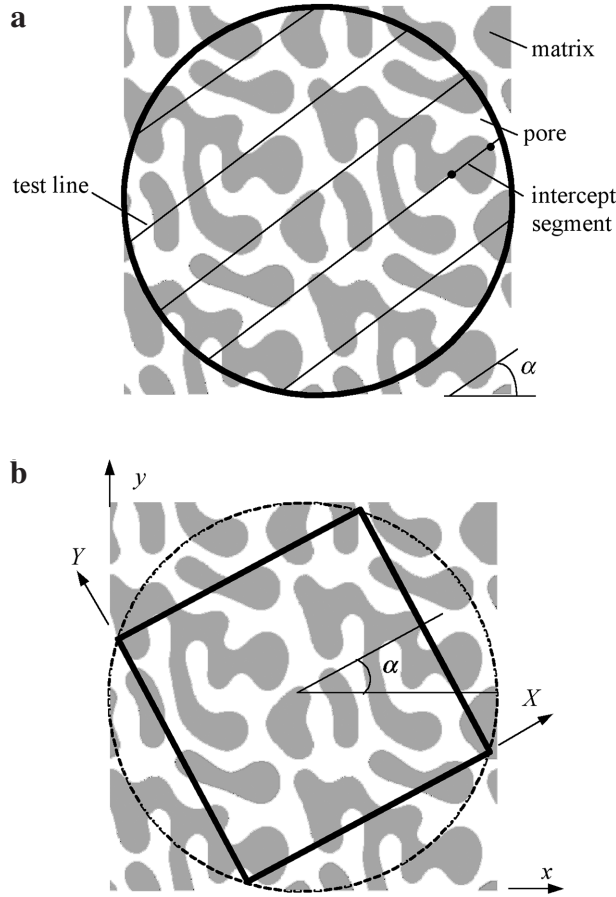 a
matrix
pore
test line
intercept
segment
α
b
y
Y
α
X
x